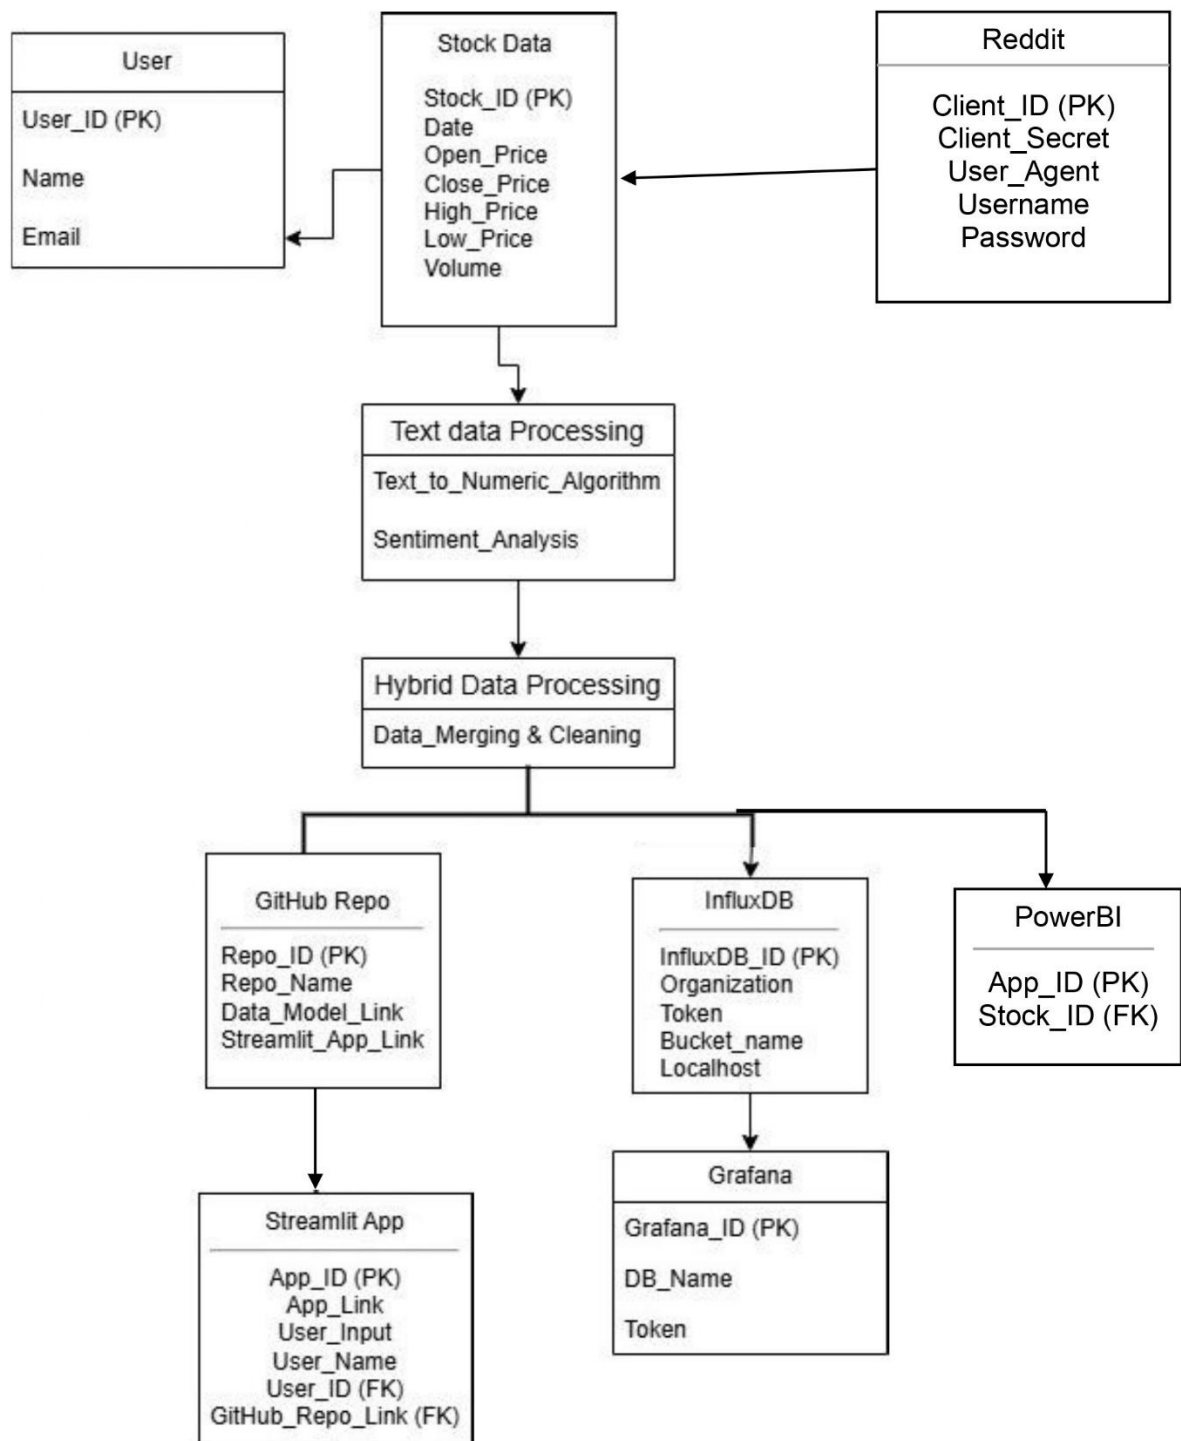 User
User_ID (PK)
Name
Email
Stock Data
Stock_ID (PK)
Date
Open_Price
Close_Price
High_Price
Low_Price
Volume
Reddit
Client_ID (PK)
Client_Secret
User_Agent
Username
Password
Text data Processing
Text_to_Numeric_Algorithm
Sentiment_Analysis
Hybrid Data Processing
Data_Merging & Cleaning
GitHub Repo
Repo_ID (PK)
Repo_Name
Data_Model_Link
Streamlit_App_Link
InfluxDB
InfluxDB_ID (PK)
Organization
Token
Bucket_name
Localhost
PowerBI
App_ID (PK)
Stock_ID (FK)
Streamlit App
App_ID (PK)
App_Link
User_Input
User_Name
User_ID (FK)
GitHub_Repo_Link (FK)
Grafana
Grafana_ID (PK)
DB_Name
Token